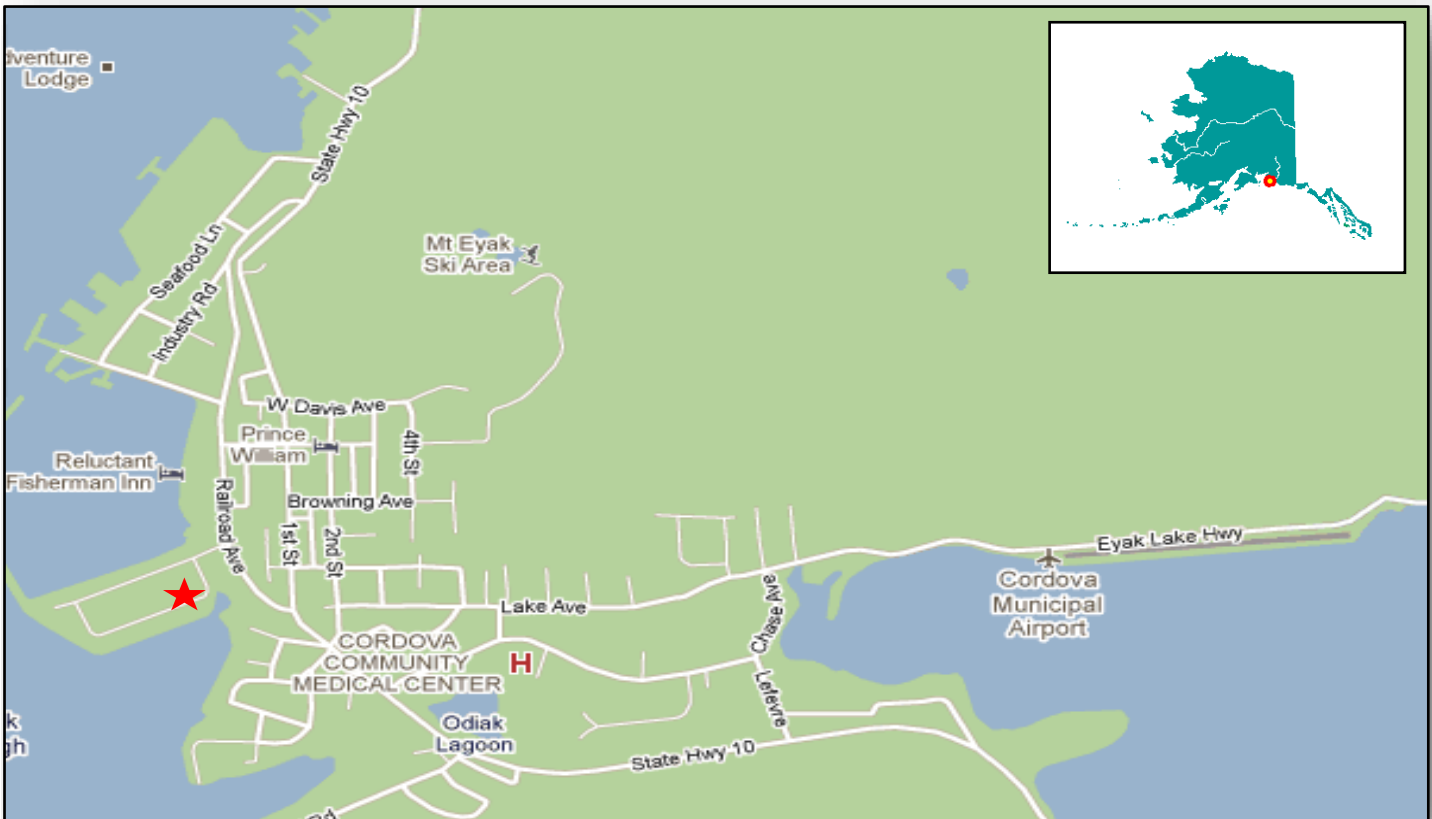 dventure
Lodge
State Hwy 10
Seafood Ln
Industry Rd
Mt Eyak
Ski Area
W Davis Ave
Prince
William
4th St
Reluctant
Fisherman Inn
Railroad Ave
Browning Ave
1st St
2nd St
Eyak Lake Hwy
Cordova
Municipal
Airport
Lake Ave
Chase Ave
CORDOVA
COMMUNITY
MEDICAL CENTER
H
Lefevre
k
gh
Odiak
Lagoon
State Hwy 10
Rd